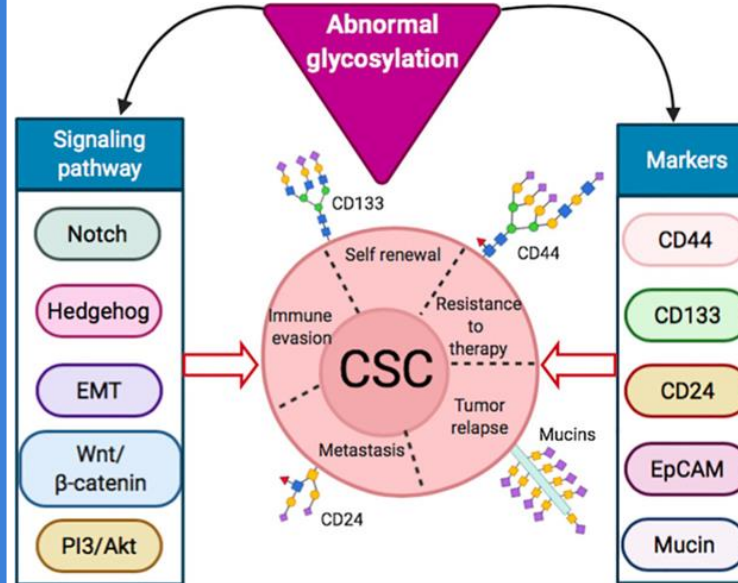 Abnormal
glycosylation
Signaling
pathway
Notch
Hedgehog
EMT
Wnt/
β-catenin
PI3/Akt
CD133
CD44
Self renewal
Immune
evasion
Resistance
to
therapy
CSC
Tumor
relapse
Metastasis
Mucins
CD24
Markers
CD44
CD133
CD24
EpCAM
Mucin